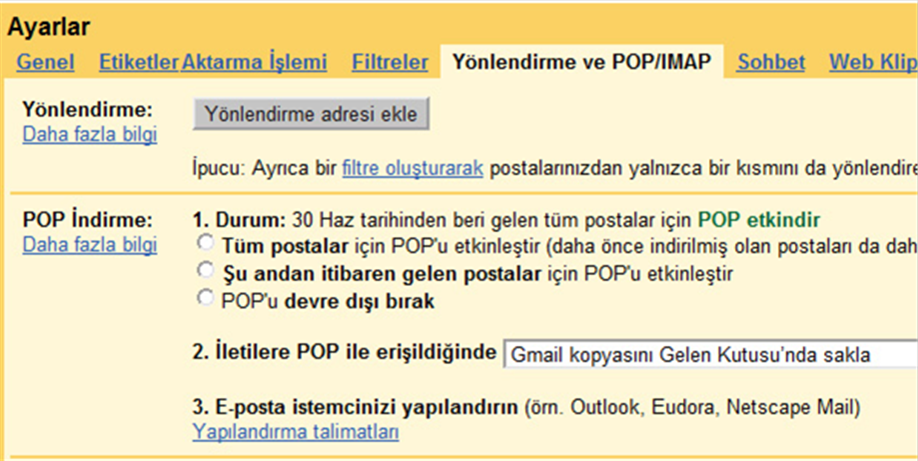 Ayarlar
Genel Etiketler Aktarma İşlemi Filtreler Yönlendirme ve POP/IMAP Sohbet Web Klip
Yönlendirme: Yönlendirme adresi ekle
Daha fazla bilgi
İpucu: Ayrıca bir filtre oluşturarak postalarınızdan yalnızca bir kısmını da yönlendire
POP İndirme: 1. Durum: 30 Haz tarihinden beri gelen tüm postalar için POP etkindir
Daha fazla bilgi Tüm postalar için POP'u etkinleştir (daha önce indirilmiş olan postaları da dah
Şu andan itibaren gelen postalar için POP'u etkinleştir
POP'u devre dışı bırak
2. İletilere POP ile erişildiğinde Gmail kopyasını Gelen Kutusu'nda sakla
3. E-posta istemcinizi yapılandırın (örn. Outlook, Eudora, Netscape Mail)
Yapılandırma talimatları